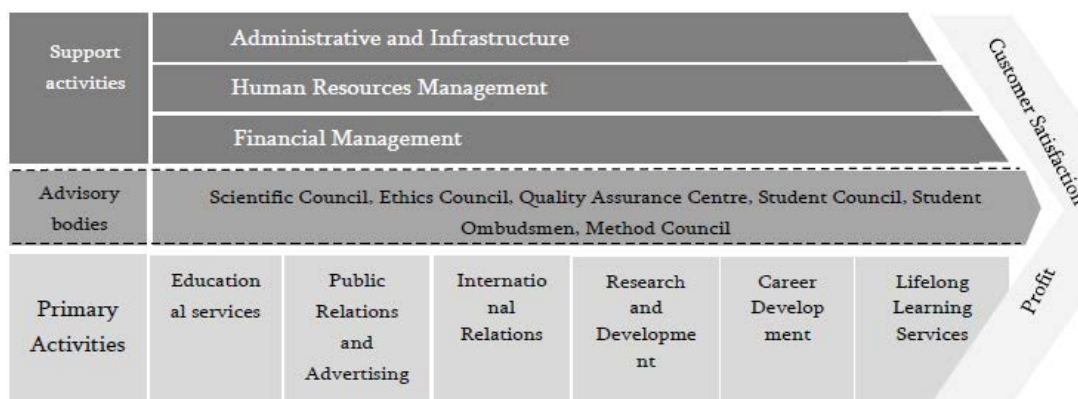 Support
activities
Administrative and Infrastructure
Human Resources Management
Financial Management
Customer Satisfaction
Advisory
bodies
Scientific Council, Ethics Council, Quality Assurance Centre, Student Council, Student
Ombudsmen, Method Council
Primary
Activities
Education
al services
Public
Relations
and
Advertising
Internatio
nal
Relations
Research
and
Developme
nt
Career
Develop
ment
Lifelong
Learning
Services
Profit